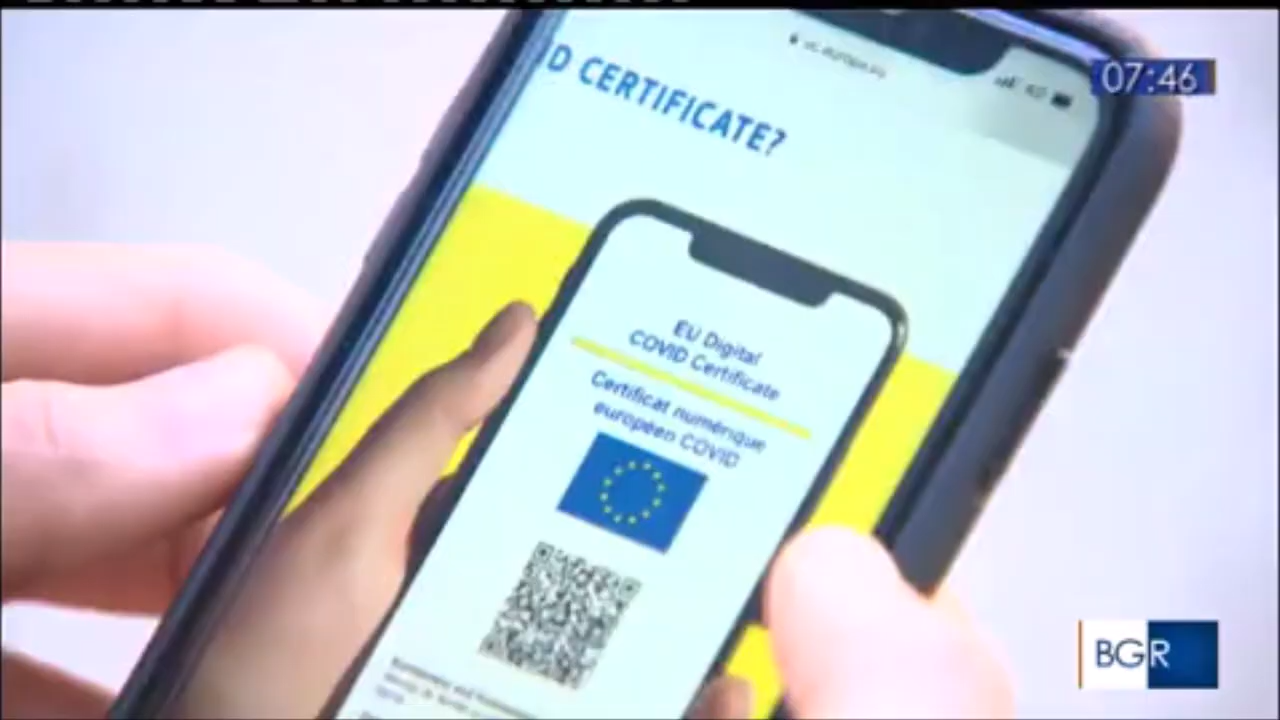 07:46
D CERTIFICATE?
EU Digital
COVID Certificate
Certificat numérique
européen COVID
BGR